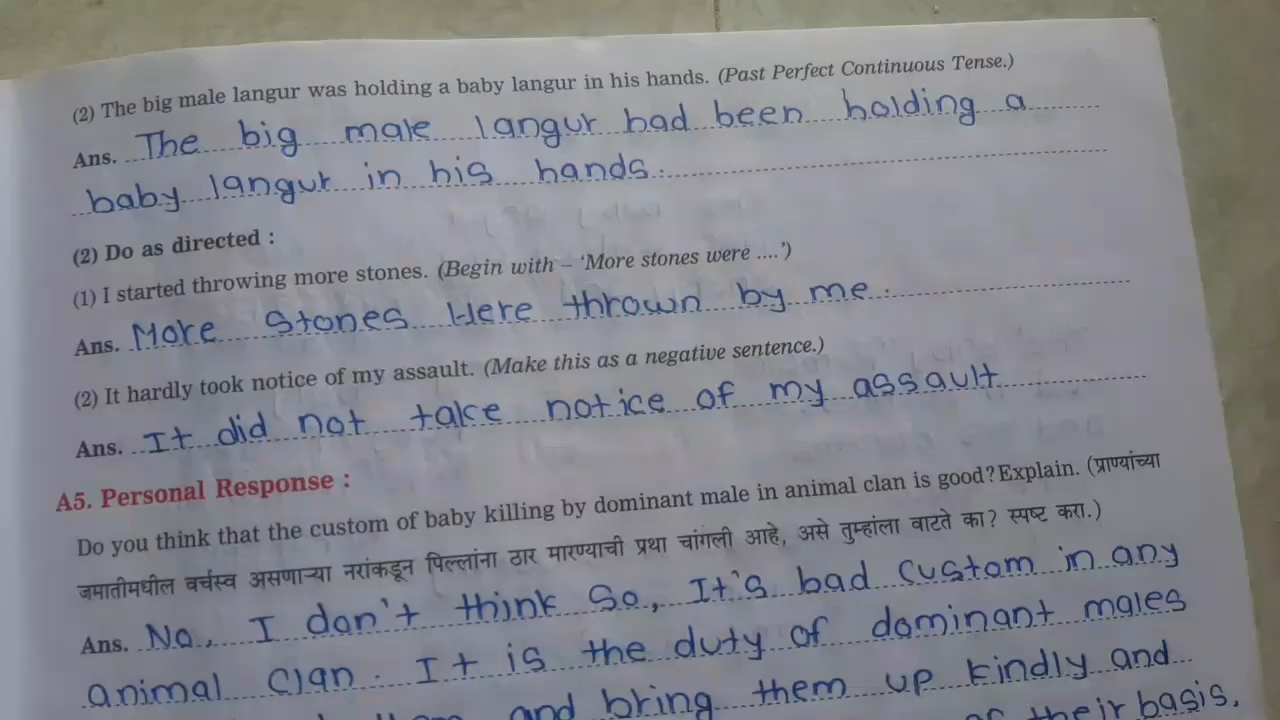 (2) The big male langur was holding a baby langur in his hands. (Past Perfect Continuous Tense.)
Ans. The big male langur had been holding a
baby langur in his hands.
(2) Do as directed :
(1) I started throwing more stones. (Begin with – 'More stones were ....')
Ans. More Stones Were thrown by me.
(2) It hardly took notice of my assault. (Make this as a negative sentence.)
Ans. It did not take notice of my assault
A5. Personal Response :
Do you think that the custom of baby killing by dominant male in animal clan is good? Explain. (प्राण्यांच्या
जमातीमधील वर्चस्व असणाऱ्या नरांकडून पिल्लांना ठार मारण्याची प्रथा चांगली आहे, असे तुम्हांला वाटते का? स्पष्ट करा.)
Ans. No, I don't think So, It's bad custom in any
animal clan. It is the duty of dominant males
and bring them up kindly and
their basis.